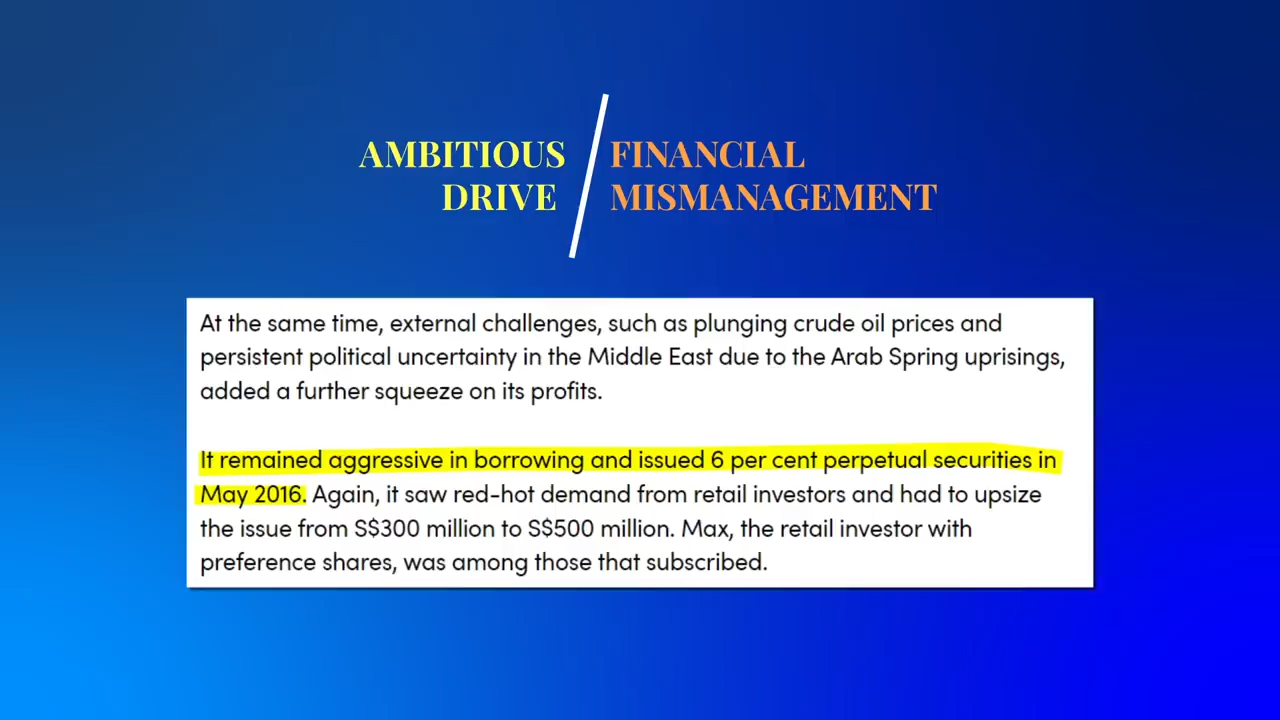 AMBITIOUS
DRIVE
FINANCIAL
MISMANAGEMENT
At the same time, external challenges, such as plunging crude oil prices and
persistent political uncertainty in the Middle East due to the Arab Spring uprisings,
added a further squeeze on its profits.
It remained aggressive in borrowing and issued 6 per cent perpetual securities in
May 2016. Again, it saw red-hot demand from retail investors and had to upsize
the issue from S$300 million to S$500 million. Max, the retail investor with
preference shares, was among those that subscribed.